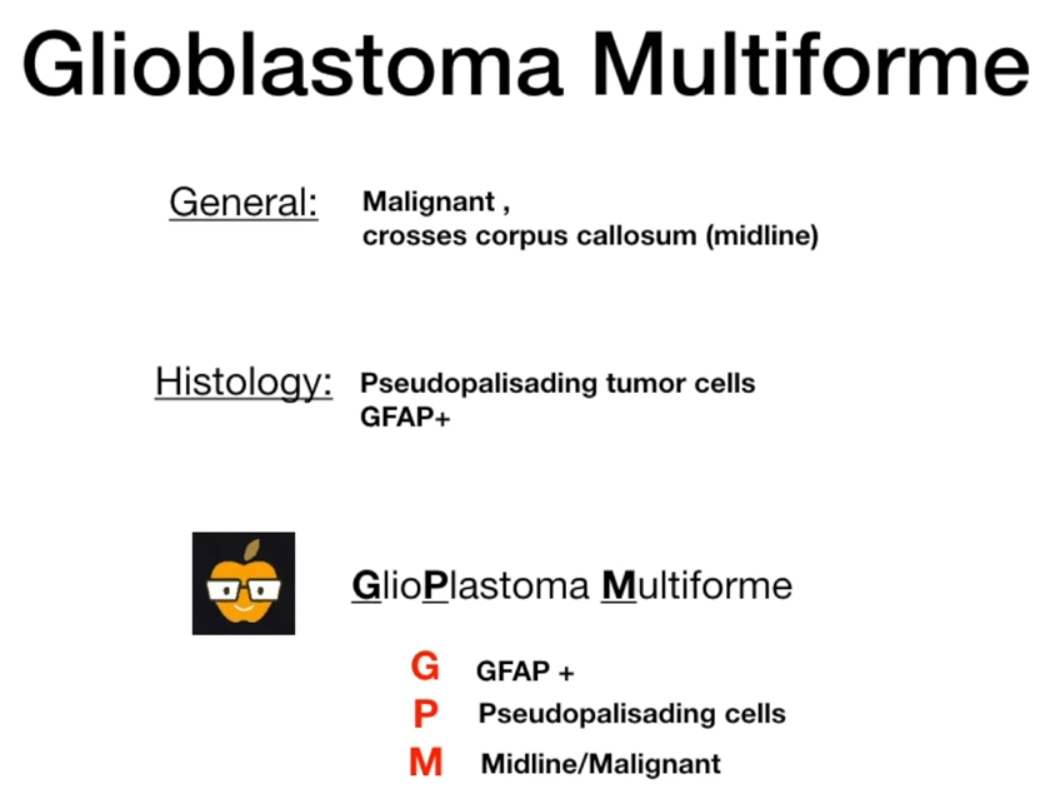 Glioblastoma Multiforme
General: Malignant ,
crosses corpus callosum (midline)
Histology: Pseudopalisading tumor cells
GFAP+
GlioPlastoma Multiforme
G GFAP +
P Pseudopalisading cells
M Midline/Malignant